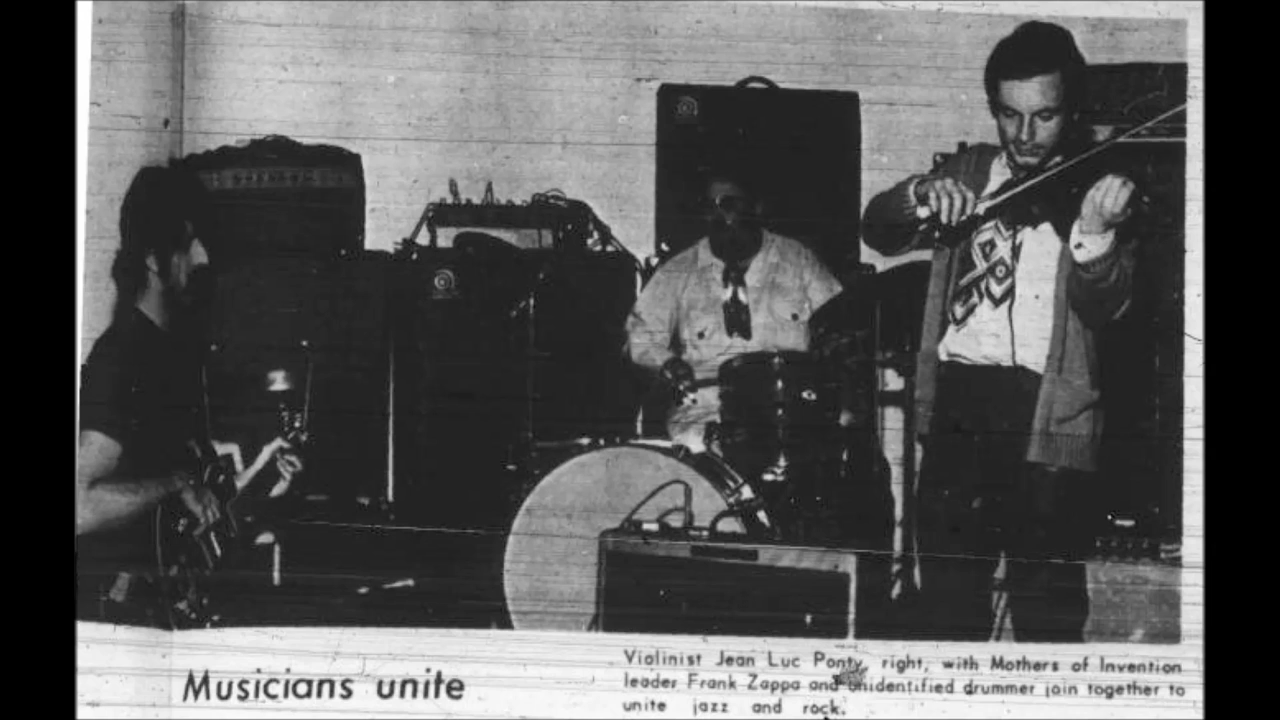 Musicians unite
Violinist Jean Luc Ponty, right, with Mothers of Invention
leader Frank Zappa and unidentified drummer join together to
unite jazz and rock.